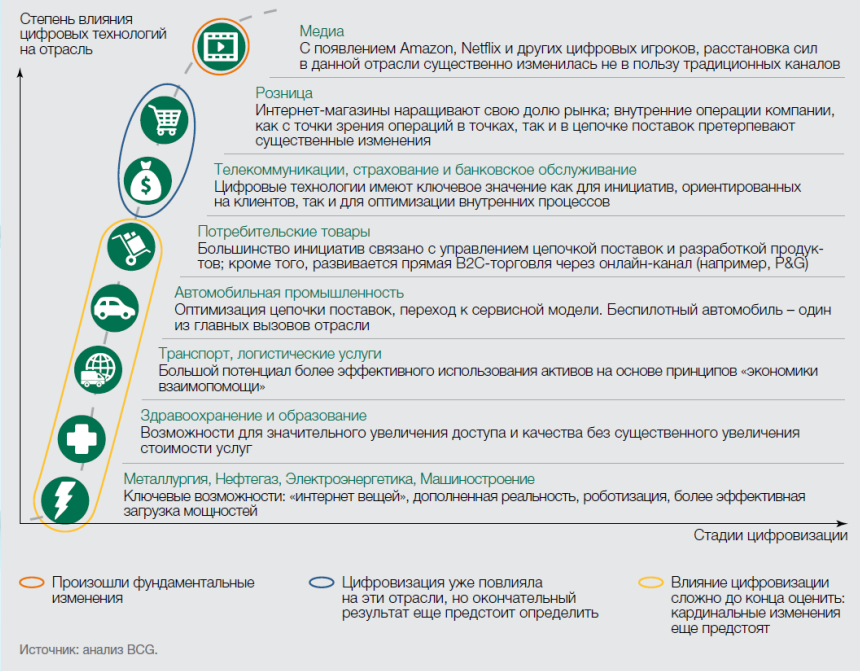 Степень влияния
цифровых технологий
на отрасль
Медиа
С появлением Amazon, Netflix и других цифровых игроков, расстановка сил
в данной отрасли существенно изменилась не в пользу традиционных каналов
Розница
Интернет-магазины наращивают свою долю рынка; внутренние операции компании,
как с точки зрения операций в точках, так и в цепочке поставок претерпевают
существенные изменения
Телекоммуникации, страхование и банковское обслуживание
Цифровые технологии имеют ключевое значение как для инициатив, ориентированных
на клиентов, так и для оптимизации внутренних процессов
$
Потребительские товары
Большинство инициатив связано с управлением цепочкой поставок и разработкой продук-
тов; кроме того, развивается прямая B2C-торговля через онлайн-канал (например, P&G)
Автомобильная промышленность
Оптимизация цепочки поставок, переход к сервисной модели. Беспилотный автомобиль – один
из главных вызовов отрасли
Транспорт, логистические услуги
Большой потенциал более эффективного использования активов на основе принципов «экономики
взаимопомощи»
Здравоохранение и образование
Возможности для значительного увеличения доступа и качества без существенного увеличения
стоимости услуг
Металлургия, Нефтегаз, Электроэнергетика, Машиностроение
Ключевые возможности: «интернет вещей», дополненная реальность, роботизация, более эффективная
загрузка мощностей
Стадии цифровизации
Произошли фундаментальные
изменения
Цифровизация уже повлияла
на эти отрасли, но окончательный
результат еще предстоит определить
Влияние цифровизации
сложно до конца оценить:
кардинальные изменения
еще предстоят
Источник: анализ BCG.